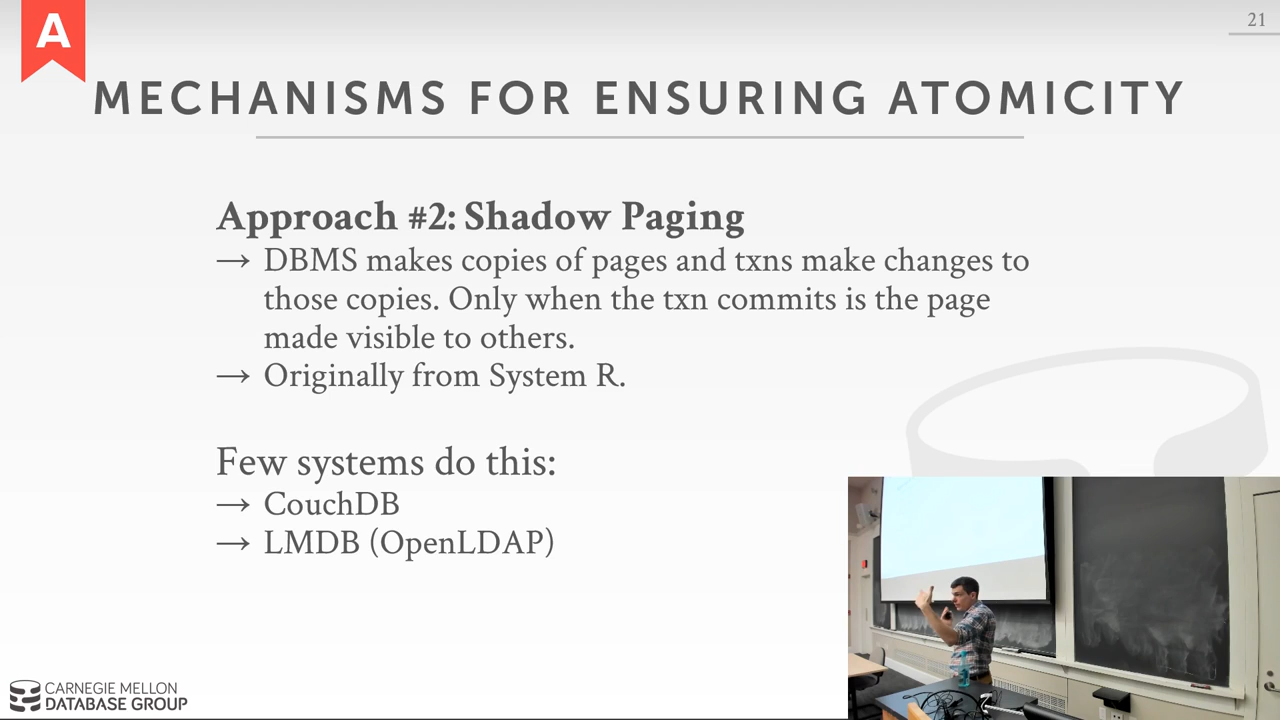 A
21
MECHANISMS FOR ENSURING ATOMICITY
Approach #2: Shadow Paging
→ DBMS makes copies of pages and txns make changes to
those copies. Only when the txn commits is the page
made visible to others.
→ Originally from System R.
Few systems do this:
→ CouchDB
→ LMDB (OpenLDAP)
CARNEGIE MELLON
DATABASE GROUP